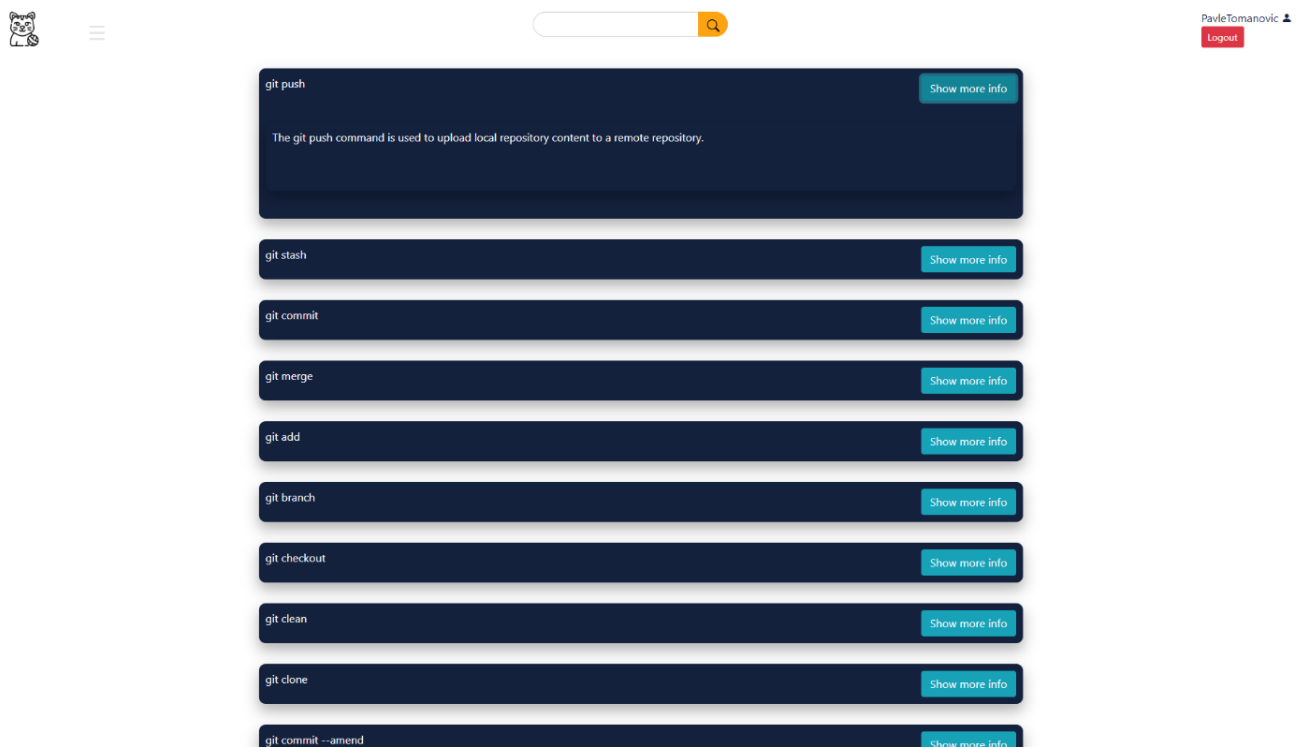 PavleTomanovic
Logout
git push
Show more info
The git push command is used to upload local repository content to a remote repository.
git stash
Show more info
git commit
Show more info
git merge
Show more info
git add
Show more info
git branch
Show more info
git checkout
Show more info
git clean
Show more info
git clone
Show more info
git commit --amend
Show more info